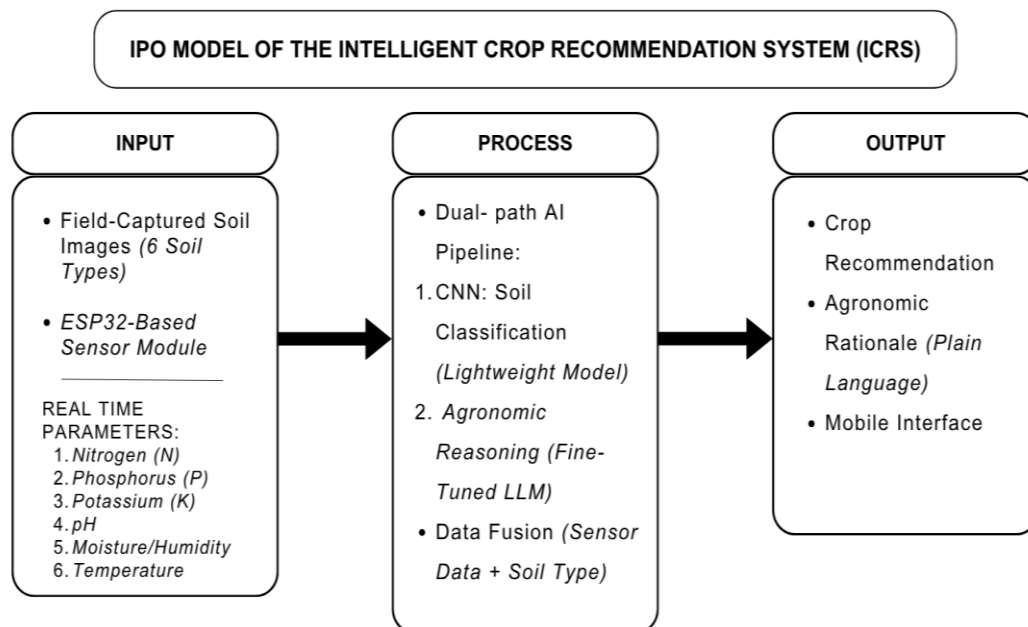 IPO MODEL OF THE INTELLIGENT CROP RECOMMENDATION SYSTEM (ICRS)
INPUT
• Field-Captured Soil
Images (6 Soil
Types)
• ESP32-Based
Sensor Module
REAL TIME
PARAMETERS:
1. Nitrogen (N)
2. Phosphorus (P)
3. Potassium (K)
4. pH
5. Moisture/Humidity
6. Temperature
PROCESS
• Dual- path AI
Pipeline:
1. CNN: Soil
Classification
(Lightweight Model)
2. Agronomic
Reasoning (Fine-
Tuned LLM)
• Data Fusion (Sensor
Data + Soil Type)
OUTPUT
• Crop
Recommendation
• Agronomic
Rationale (Plain
Language)
• Mobile Interface